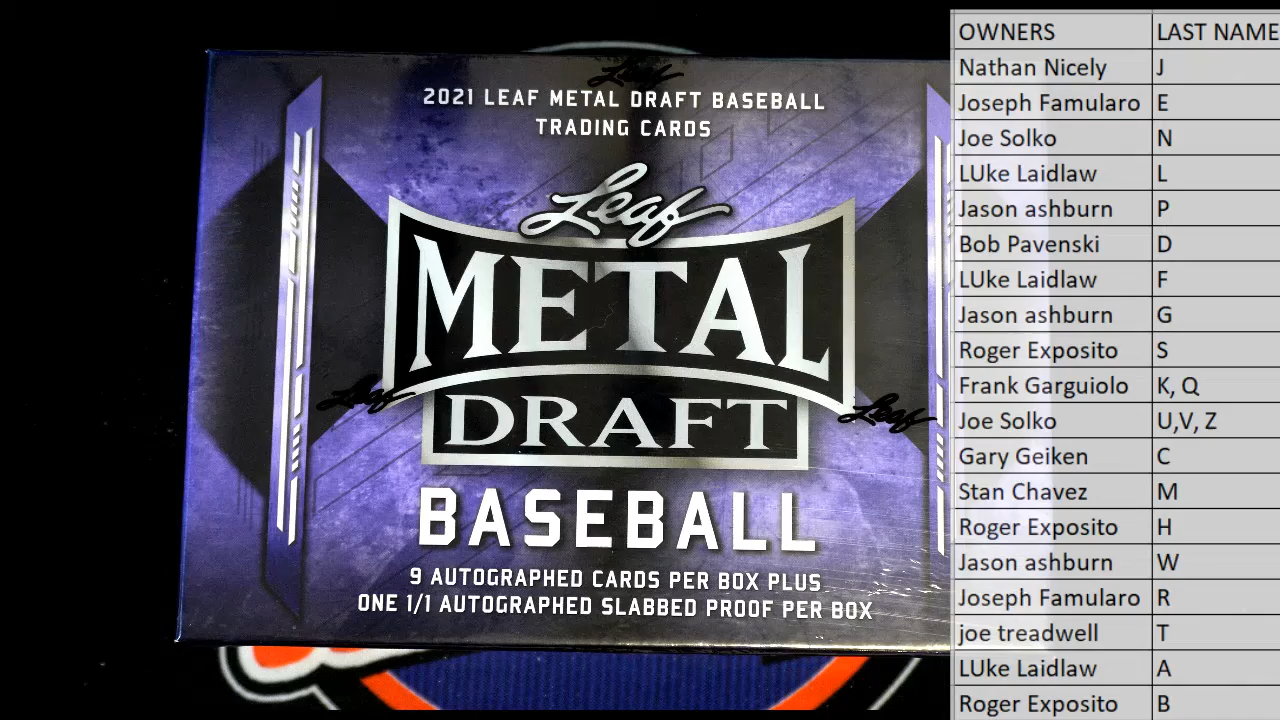 Leaf
2021 LEAF METAL DRAFT BASEBALL
TRADING CARDS
Leaf
METAL
DRAFT
Leaf
Leaf
BASEBALL
9 AUTOGRAPHED CARDS PER BOX PLUS
ONE 1/1 AUTOGRAPHED SLABBED PROOF PER BOX
OWNERS LAST NAME
Nathan Nicely J
Joseph Famularo E
Joe Solko N
LUke Laidlaw L
Jason ashburn P
Bob Pavenski D
LUke Laidlaw F
Jason ashburn G
Roger Exposito S
Frank Garguiolo K, Q
Joe Solko U,V, Z
Gary Geiken C
Stan Chavez M
Roger Exposito H
Jason ashburn W
Joseph Famularo R
joe treadwell T
LUke Laidlaw A
Roger Exposito B